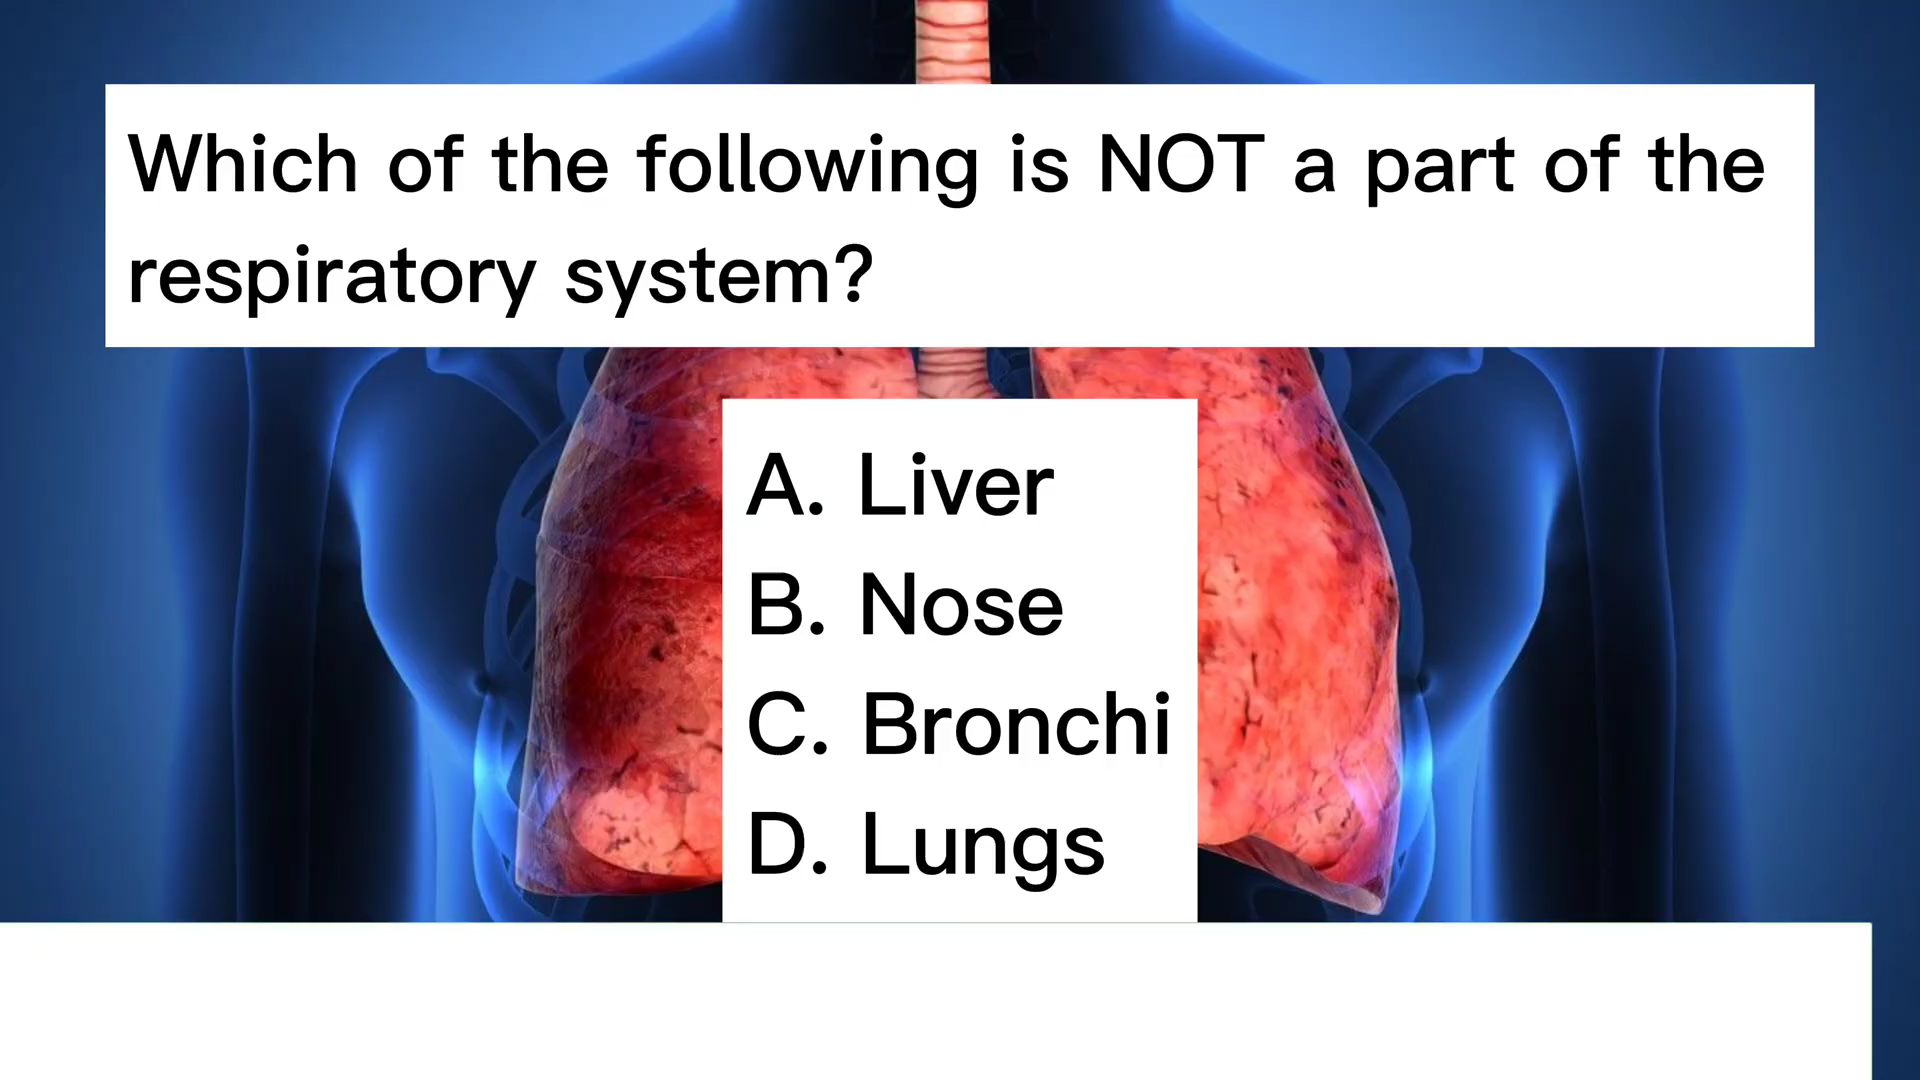 Which of the following is NOT a part of the
respiratory system?
A. Liver
B. Nose
C. Bronchi
D. Lungs